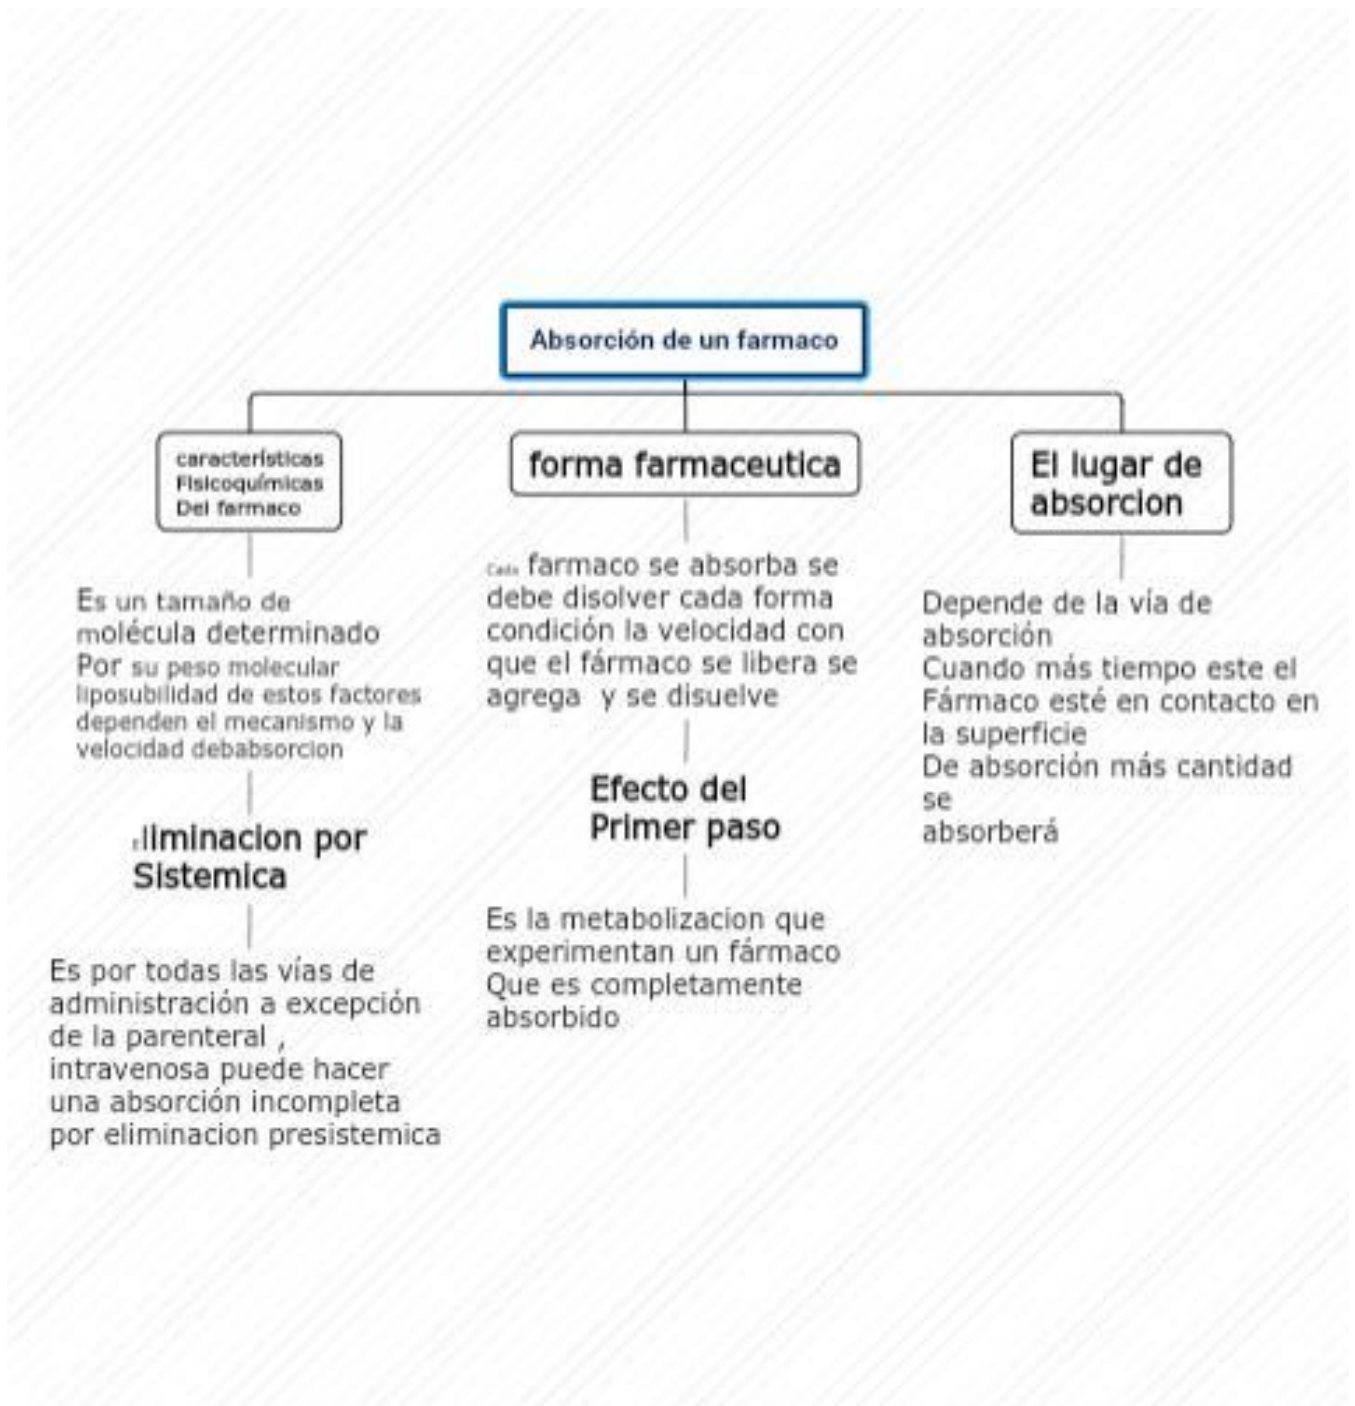 Absorción de un farmaco
características
Fisicoquímicas
Del farmaco
Es un tamaño de
molécula determinado
Por su peso molecular
liposubilidad de estos factores
dependen el mecanismo y la
velocidad debabsorcion
Eliminacion por
Sistemica
Es por todas las vías de
administración a excepción
de la parenteral ,
intravenosa puede hacer
una absorción incompleta
por eliminacion presistemica
forma farmaceutica
Cada farmaco se absorba se
debe disolver cada forma
condición la velocidad con
que el fármaco se libera se
agrega y se disuelve
Efecto del
Primer paso
Es la metabolizacion que
experimentan un fármaco
Que es completamente
absorbido
El lugar de
absorcion
Depende de la vía de
absorción
Cuando más tiempo este el
Fármaco esté en contacto en
la superficie
De absorción más cantidad
se
absorberá